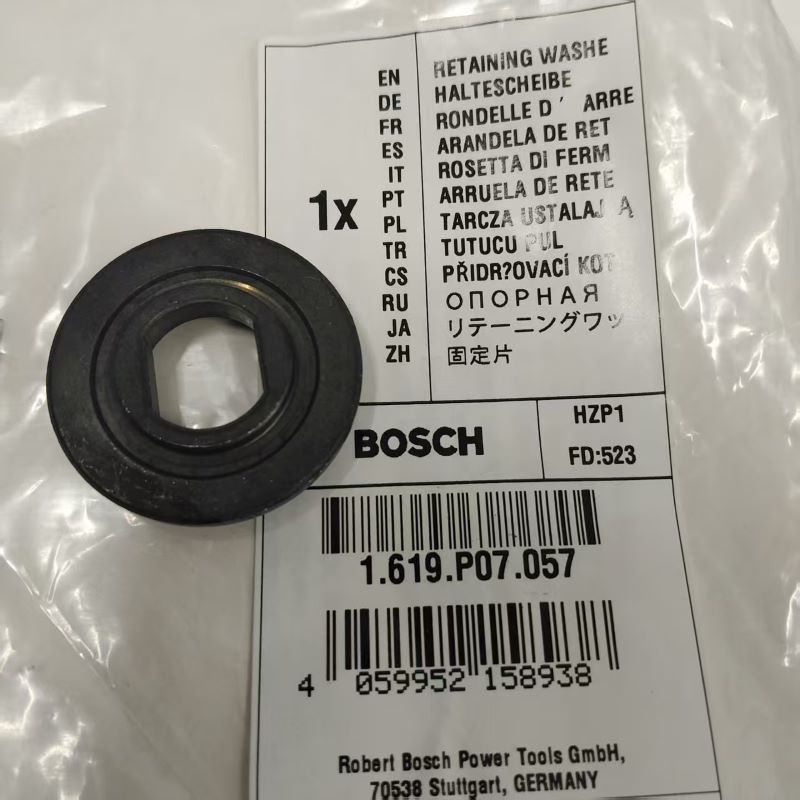 1x
EN RETAINING WASHE
DE HALTESCHEIBE
FR RONDELLE D ' ARRE
ES ARANDELA DE RET
IT ROSETTA DI FERM
PT ARRUELA DE RETE
PL TARCZA USTALAJ Ą
TR TUTUCU PUL
CS PŘIDR?OVACÍ KOT
RU ОПОРНАЯ
JA リテーニングワッ
ZH 固定片
BOSCH
HZP1
FD:523
1.619.P07.057
4 059952 158938
Robert Bosch Power Tools GmbH,
70538 Stuttgart, GERMANY